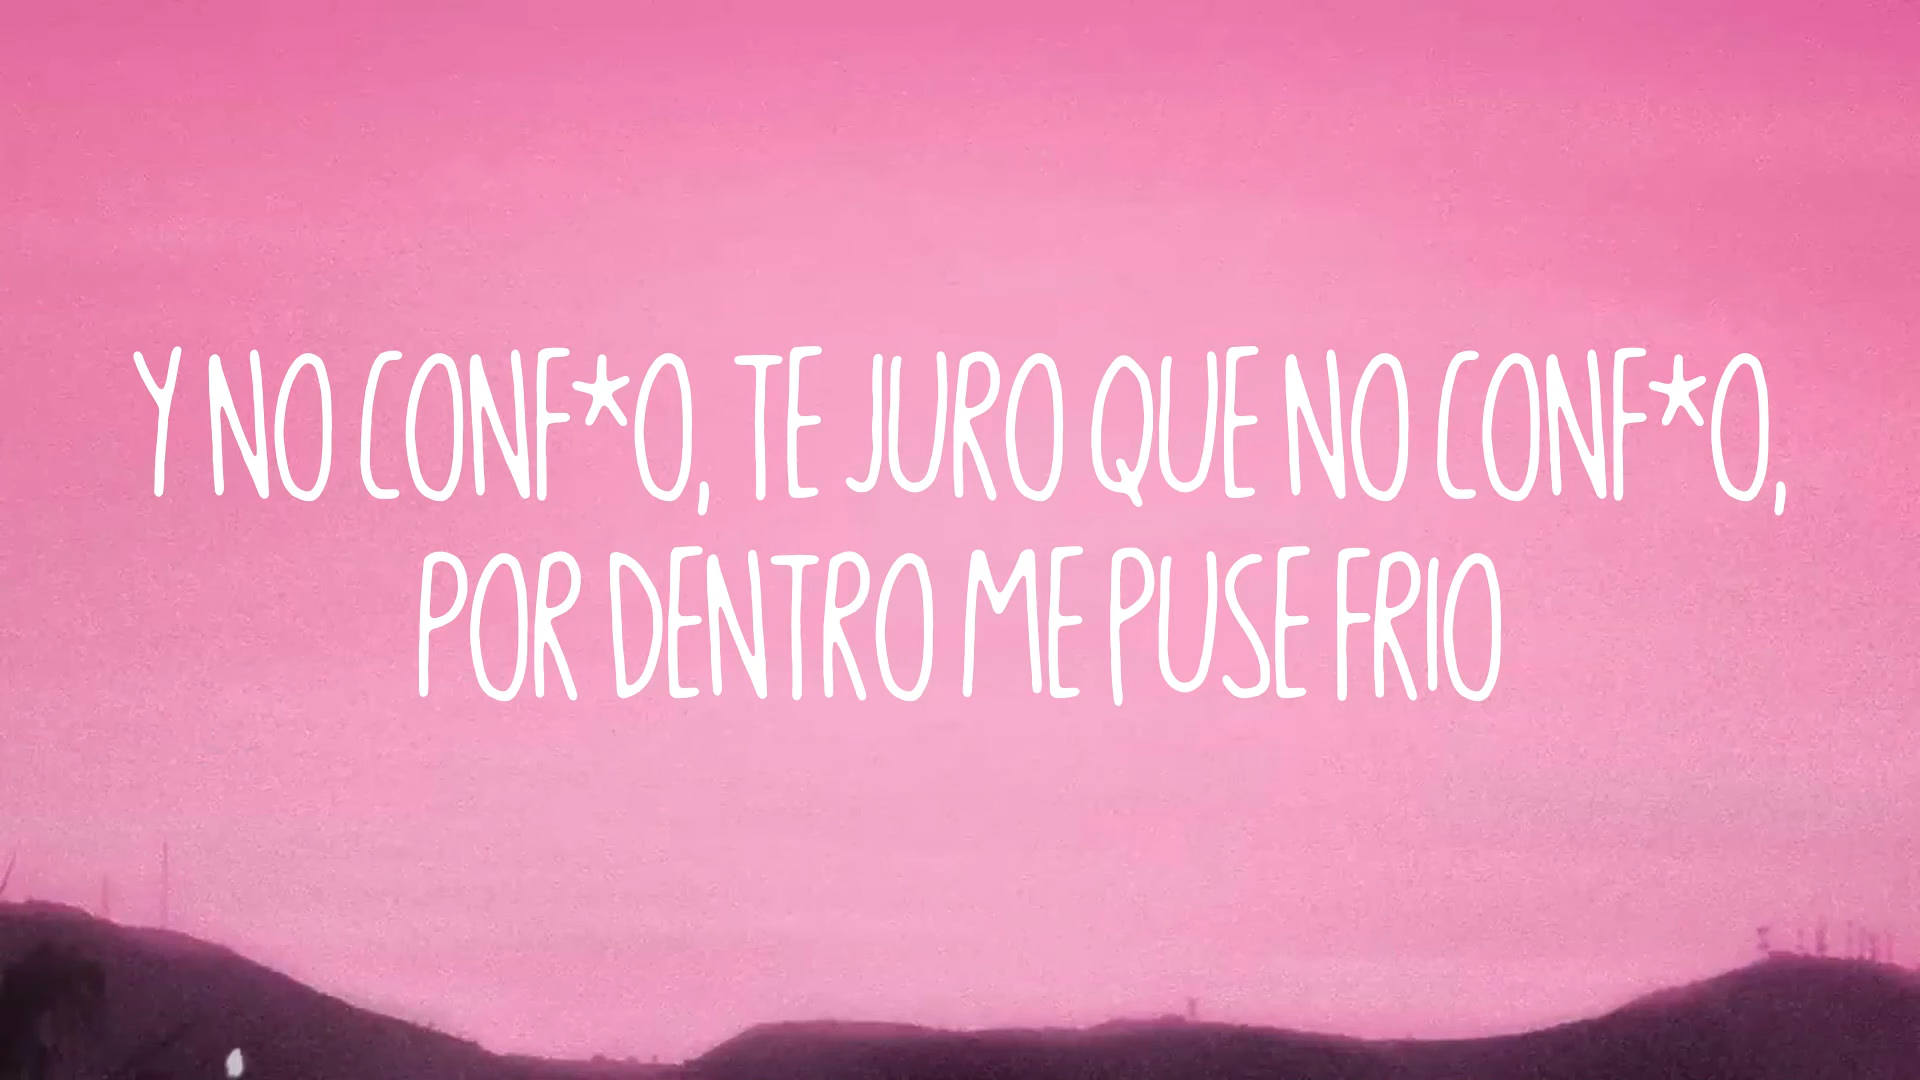 Y NO CONF*O, TE JURO QUE NO CONF*O,
POR DENTRO ME PUSE FRIO